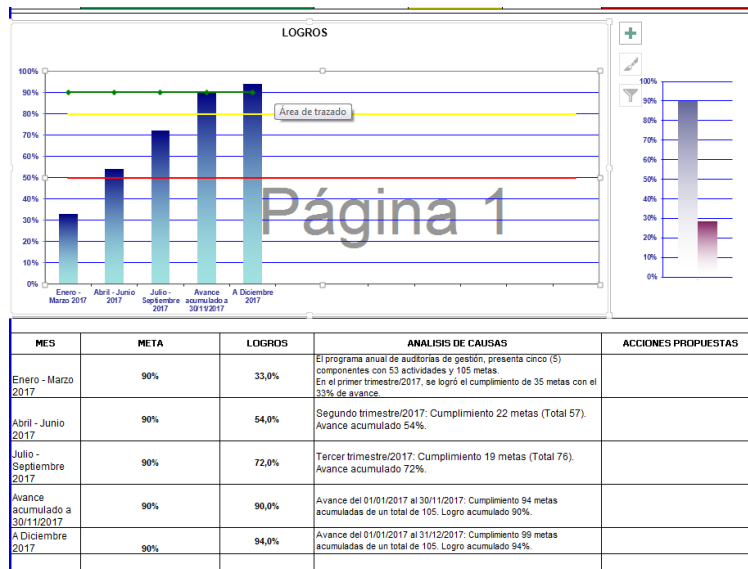 LOGROS
100%
90%
80%
70%
60%
50%
40%
30%
20%
10%
0%
Área de trazado
Página 1
Enero -
Marzo 2017
Abril - Junio
2017
Julio -
Septiembre
2017
Avance
acumulado a
30/11/2017
A Diciembre
2017
100%
90%
80%
70%
60%
50%
40%
30%
20%
10%
0%
MES META LOGROS ANALISIS DE CAUSAS ACCIONES PROPUESTAS
Enero - Marzo
2017
90%
33,0%
El programa anual de auditorías de gestión, presenta cinco (5)
componentes con 53 actividades y 105 metas.
En el primer trimestre/2017, se logró el cumplimiento de 35 metas con el
33% de avance.
Abril - Junio
2017
90%
54,0%
Segundo trimestre/2017: Cumplimiento 22 metas (Total 57).
Avance acumulado 54%.
Julio -
Septiembre
2017
90%
72,0%
Tercer trimestre/2017: Cumplimiento 19 metas (Total 76).
Avance acumulado 72%.
Avance
acumulado a
30/11/2017
90%
90,0%
Avance del 01/01/2017 al 30/11/2017: Cumplimiento 94 metas
acumuladas de un total de 105. Logro acumulado 90%.
A Diciembre
2017
90%
94,0%
Avance del 01/01/2017 al 31/12/2017: Cumplimiento 99 metas
acumuladas de un total de 105. Logro acumulado 94%.